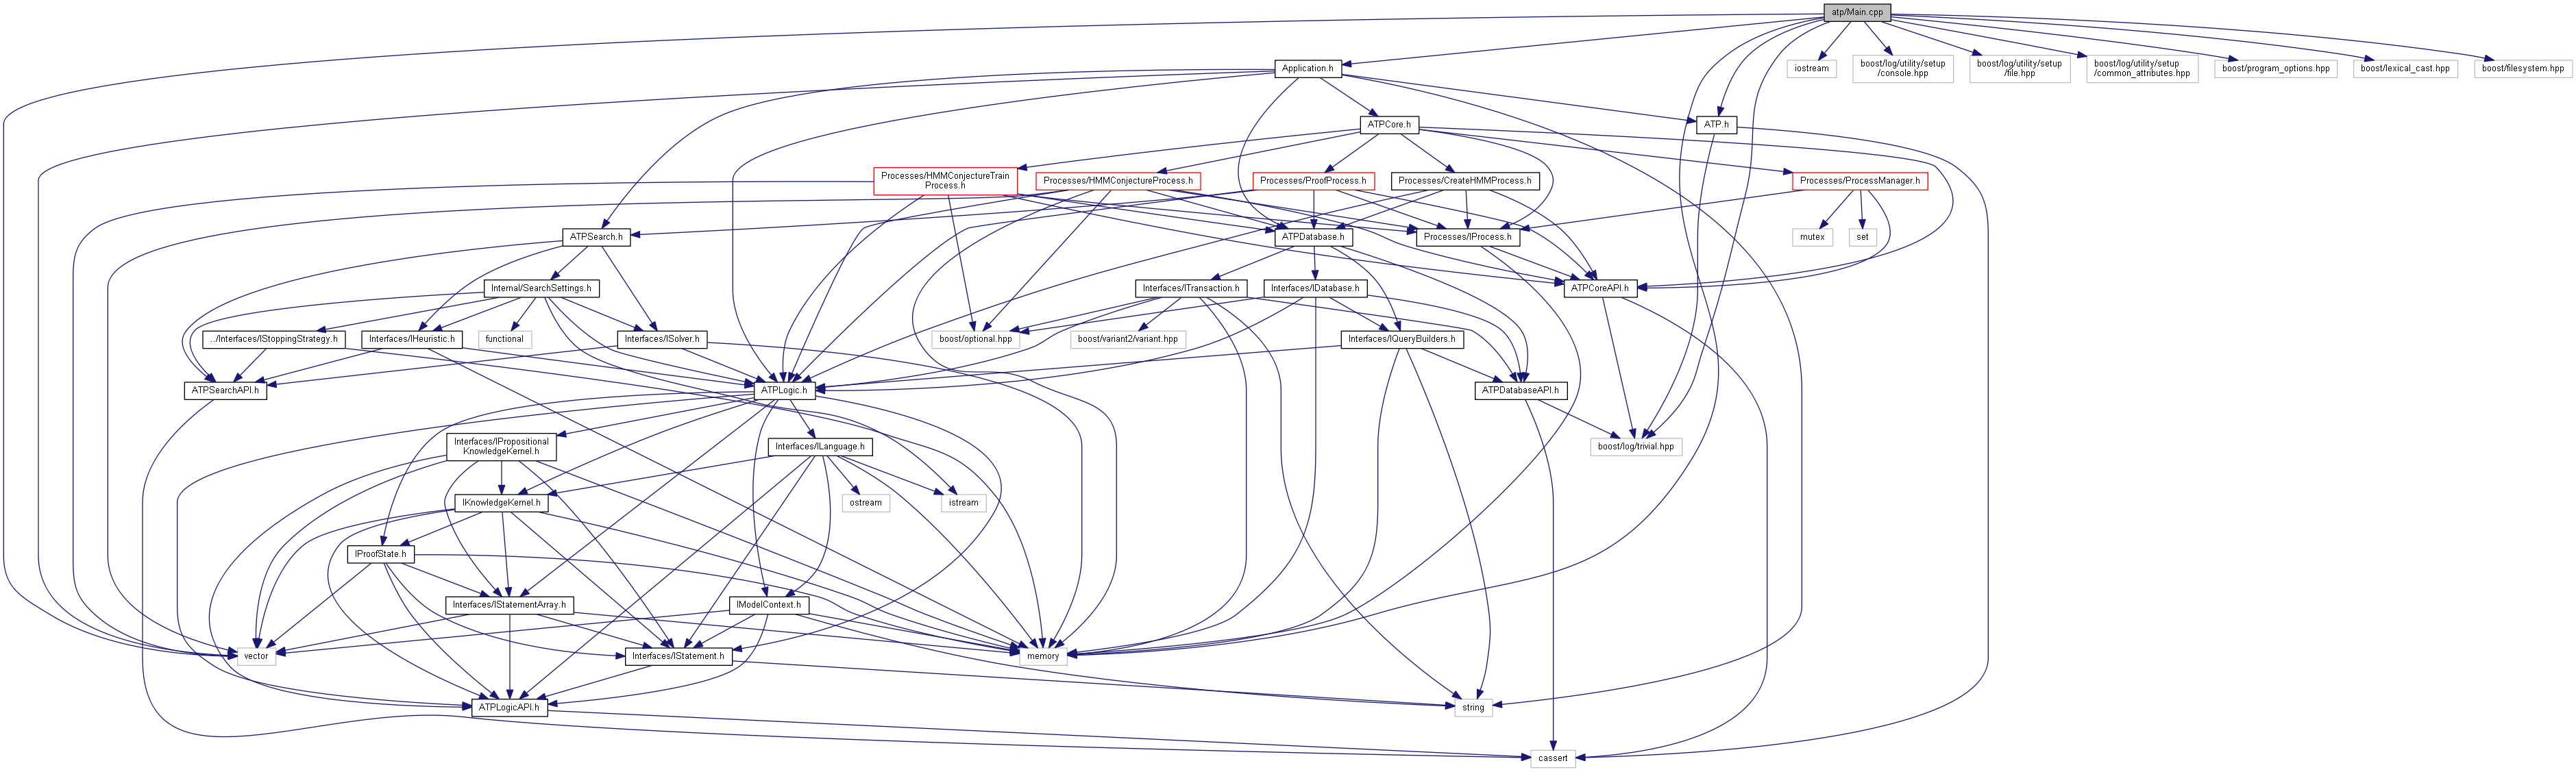 atp/Main.cpp
Application.h
iostream
boost/log/utility/setup
/console.hpp
boost/log/utility/setup
/file.hpp
boost/log/utility/setup
/common_attributes.hpp
boost/program_options.hpp
boost/lexical_cast.hpp
boost/filesystem.hpp
ATPCore.h
ATP.h
Processes/HMMConjectureTrain
Process.h
Processes/HMMConjectureProcess.h
Processes/ProofProcess.h
Processes/CreateHMMProcess.h
Processes/ProcessManager.h
ATPSearch.h
ATPDatabase.h
Processes/IProcess.h
mutex
set
Internal/SearchSettings.h
Interfaces/ITransaction.h
Interfaces/IDatabase.h
ATPCoreAPI.h
../Interfaces/IStoppingStrategy.h
Interfaces/IHeuristic.h
functional
Interfaces/ISolver.h
boost/optional.hpp
boost/variant2/variant.hpp
Interfaces/IQueryBuilders.h
ATPSearchAPI.h
ATPLogic.h
ATPDatabaseAPI.h
Interfaces/IPropositional
KnowledgeKernel.h
Interfaces/ILanguage.h
boost/log/trivial.hpp
IKnowledgeKernel.h
ostream
istream
IProofState.h
Interfaces/IStatementArray.h
IModelContext.h
vector
Interfaces/IStatement.h
memory
ATPLogicAPI.h
string
cassert